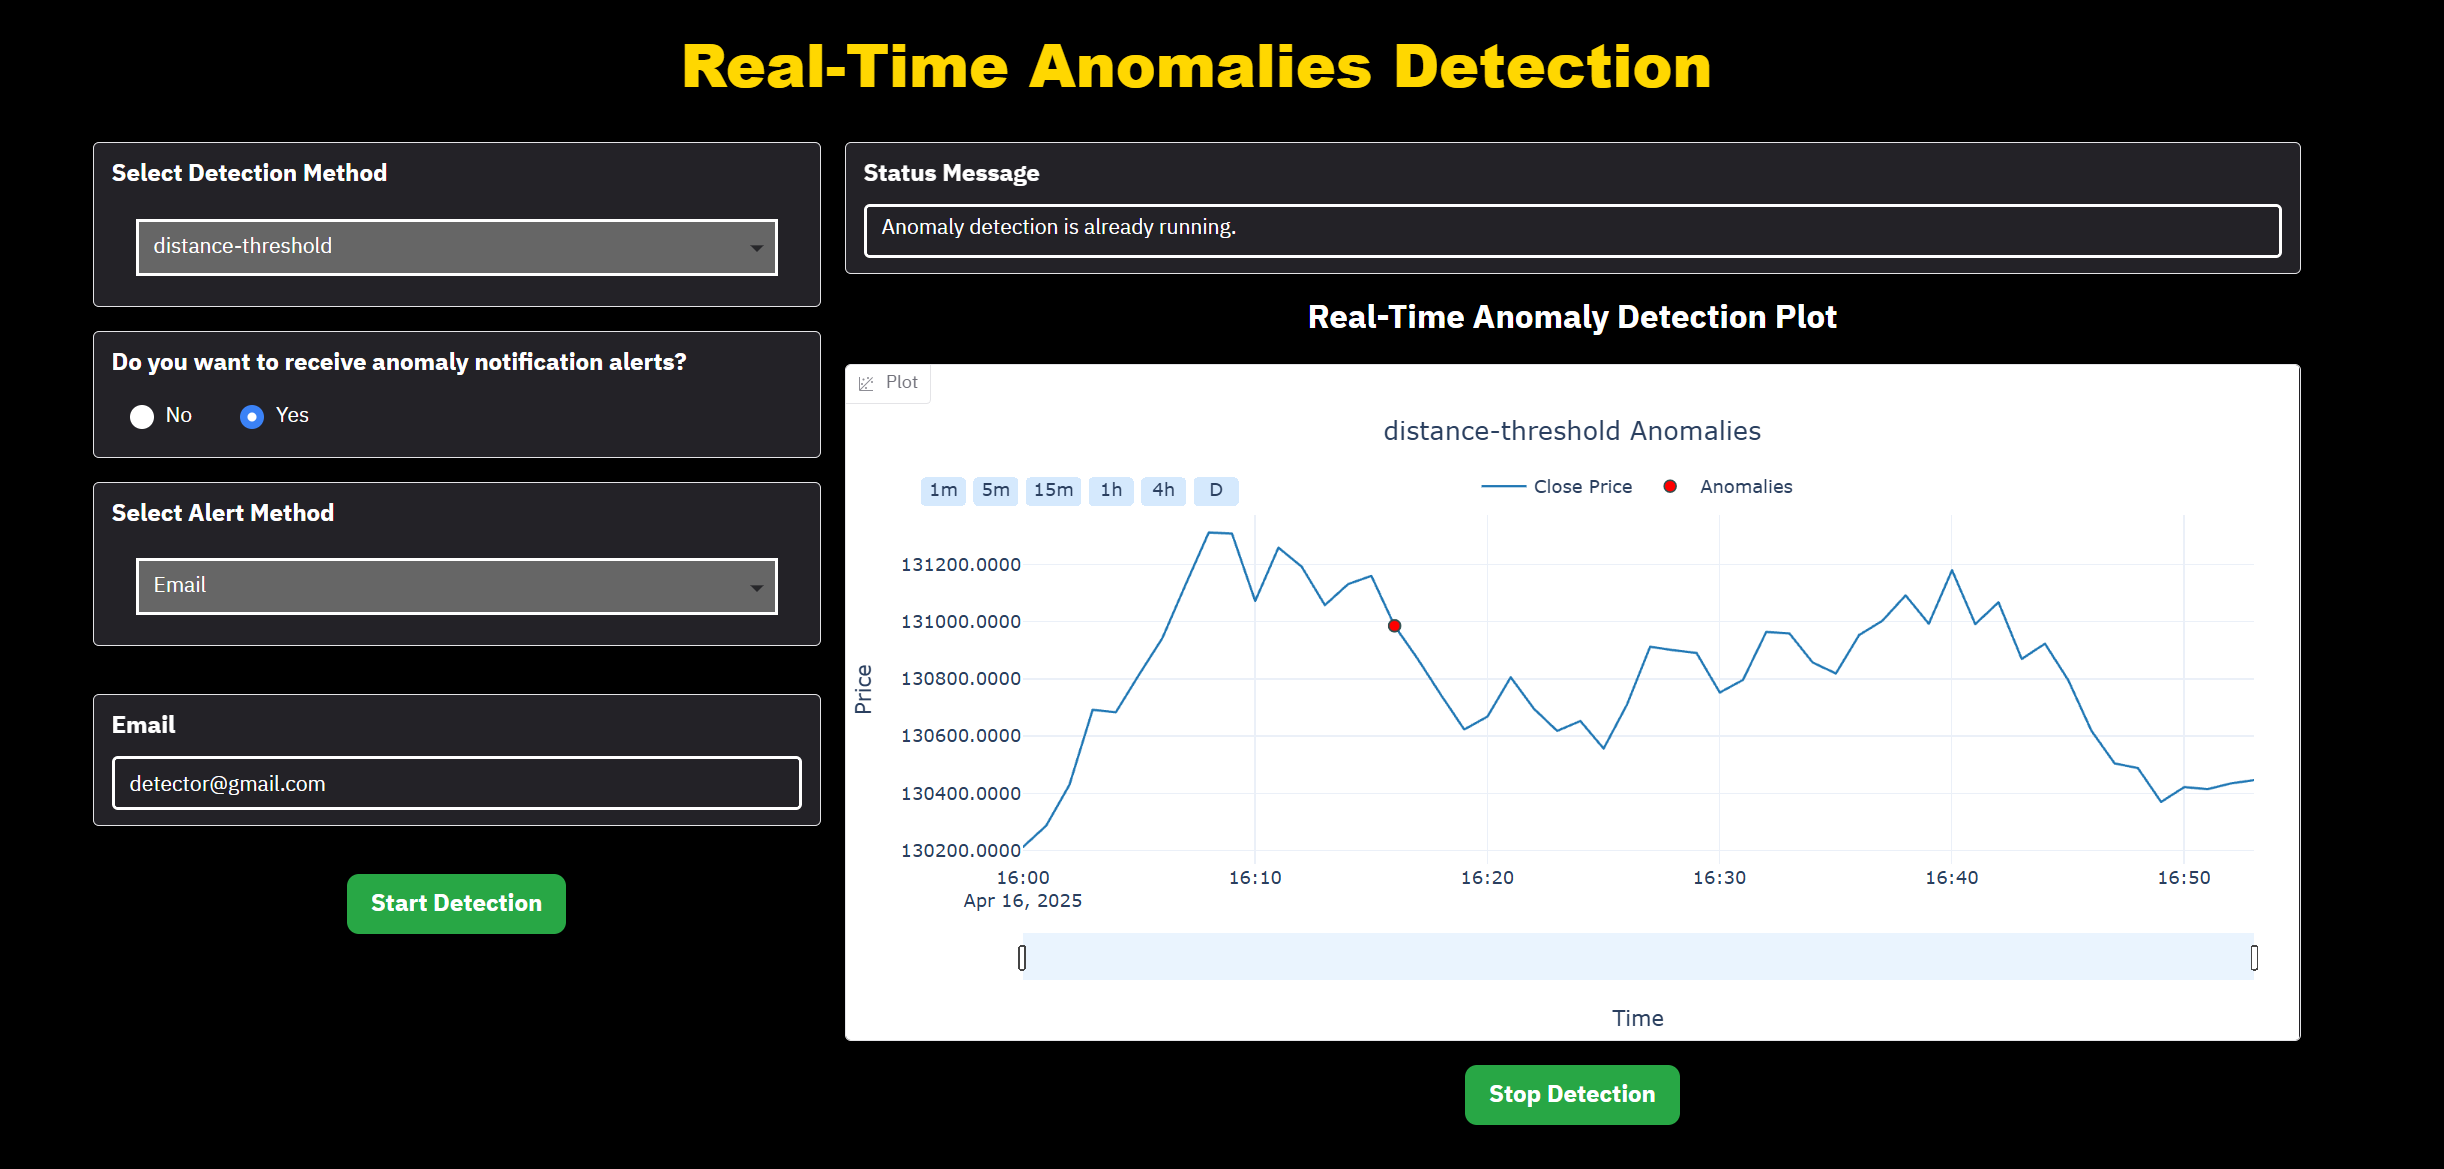 Real-Time Anomalies Detection
Select Detection Method
distance-threshold
Do you want to receive anomaly notification alerts?
No Yes
Select Alert Method
Email
Email
detector@gmail.com
Start Detection
Status Message
Anomaly detection is already running.
Real-Time Anomaly Detection Plot
Plot
distance-threshold Anomalies
1m 5m 15m 1h 4h D
Close Price Anomalies
131200.0000
131000.0000
130800.0000
130600.0000
130400.0000
130200.0000
Price
16:00 16:10 16:20 16:30 16:40 16:50
Apr 16, 2025
Time
Stop Detection